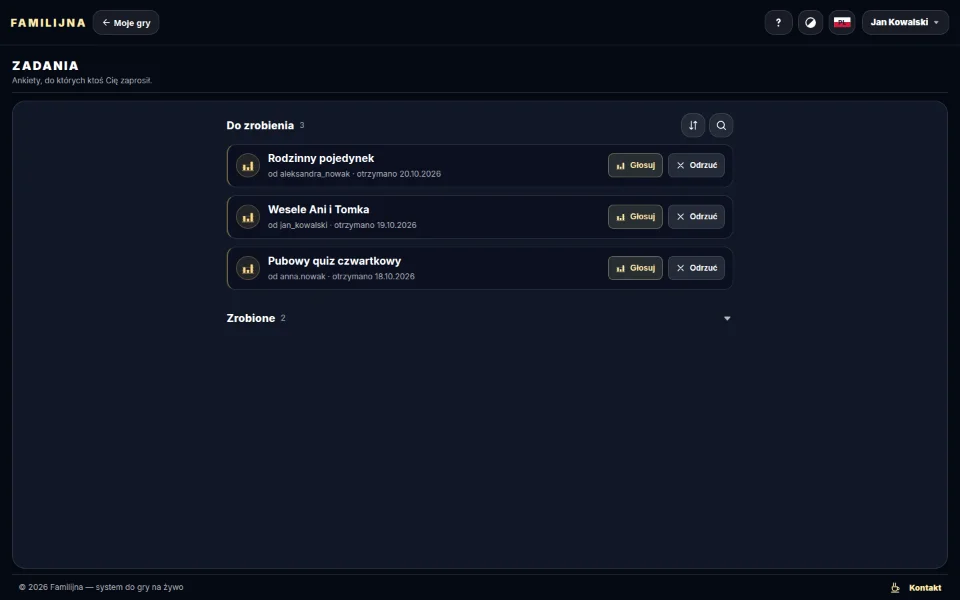 FAMILIJNA
← Moje gry
?
PL
Jan Kowalski
ZADANIA
Ankiety, do których ktoś Cię zaprosił.
Do zrobienia 3
Rodzinny pojedynek
od aleksandra_nowak · otrzymano 20.10.2026
Głosuj
Odrzuć
Wesele Ani i Tomka
od jan_kowalski · otrzymano 19.10.2026
Głosuj
Odrzuć
Pubowy quiz czwartkowy
od anna.nowak · otrzymano 18.10.2026
Głosuj
Odrzuć
Zrobione 2
© 2026 Familijna — system do gry na żywo
Kontakt